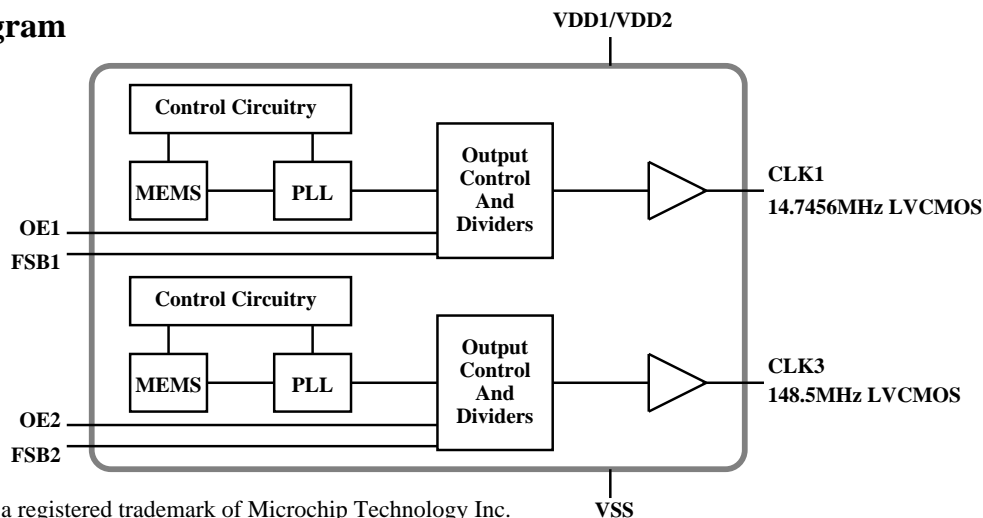 gram
VDD1/VDD2
Control Circuitry
MEMS
PLL
Output
Control
And
Dividers
CLK1
14.7456MHz LVCMOS
OE1
FSB1
Control Circuitry
MEMS
PLL
Output
Control
And
Dividers
CLK3
148.5MHz LVCMOS
OE2
FSB2
a registered trademark of Microchip Technology Inc.
VSS